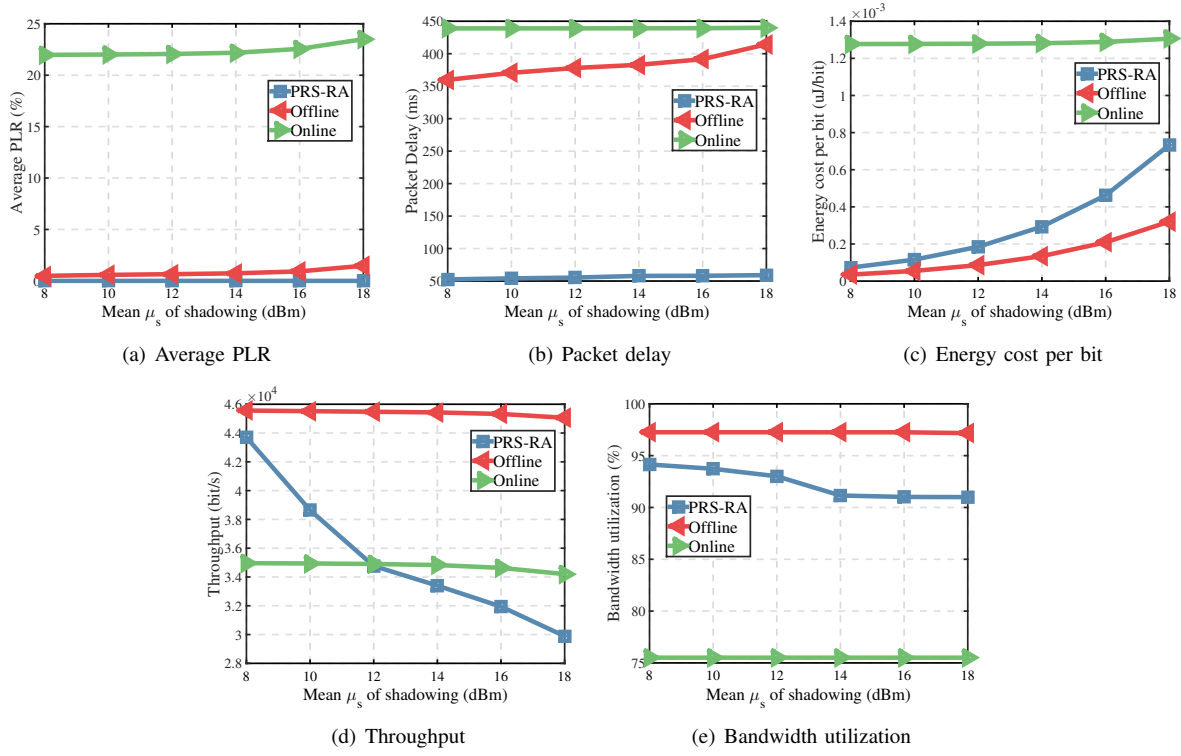 25
20
15
10
5
0
Average PLR (%)
PRS-RA
Offline
Online
8 10 12 14 16 18
Mean μs of shadowing (dBm)
(a) Average PLR
450
400
350
300
250
200
150
100
50
Packet Delay (ms)
PRS-RA
Offline
Online
8 10 12 14 16 18
Mean μs of shadowing (dBm)
(b) Packet delay
×10-3
1.4
1.2
1
0.8
0.6
0.4
0.2
0
Energy cost per bit (uJ/bit)
PRS-RA
Offline
Online
8 10 12 14 16 18
Mean μs of shadowing (dBm)
(c) Energy cost per bit
×104
4.6
4.4
4.2
4
3.8
3.6
3.4
3.2
3
2.8
Throughput (bit/s)
PRS-RA
Offline
Online
8 10 12 14 16 18
Mean μs of shadowing (dBm)
(d) Throughput
100
95
90
85
80
75
Bandwidth utilization (%)
PRS-RA
Offline
Online
8 10 12 14 16 18
Mean μs of shadowing (dBm)
(e) Bandwidth utilization